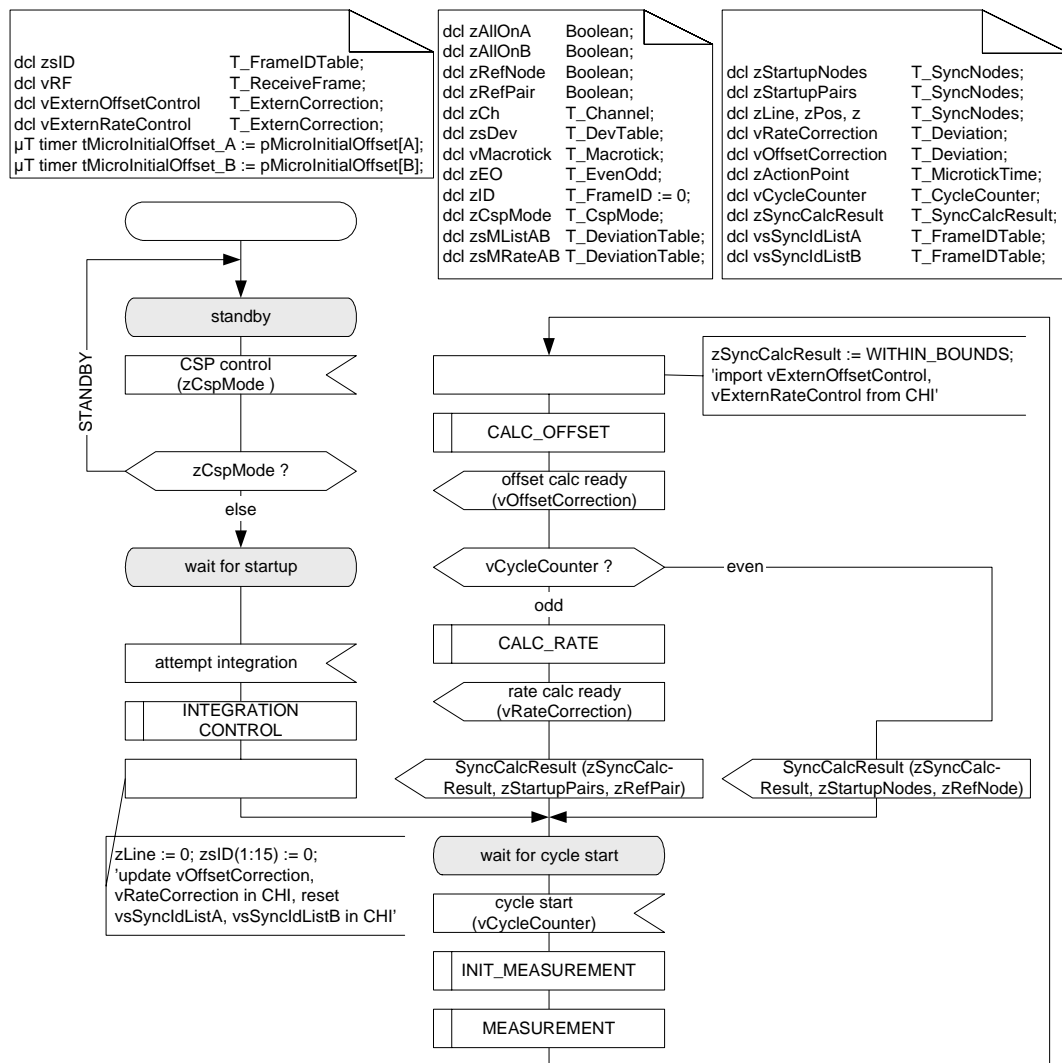 dcl zsID T_FrameIDTable;
dcl vRF T_ReceiveFrame;
dcl vExternOffsetControl T_ExternCorrection;
dcl vExternRateControl T_ExternCorrection;
µT timer tMicroInitialOffset_A := pMicroInitialOffset[A];
µT timer tMicroInitialOffset_B := pMicroInitialOffset[B];
dcl zAllOnA Boolean;
dcl zAllOnB Boolean;
dcl zRefNode Boolean;
dcl zRefPair Boolean;
dcl zCh T_Channel;
dcl zsDev T_DevTable;
dcl vMacrotick T_Macrotick;
dcl zEO T_EvenOdd;
dcl zID T_FrameID := 0;
dcl zCspMode T_CspMode;
dcl zsMListAB T_DeviationTable;
dcl zsMRateAB T_DeviationTable;
dcl zStartupNodes T_SyncNodes;
dcl zStartupPairs T_SyncNodes;
dcl zLine, zPos, z T_SyncNodes;
dcl vRateCorrection T_Deviation;
dcl vOffsetCorrection T_Deviation;
dcl zActionPoint T_MicrotickTime;
dcl vCycleCounter T_CycleCounter;
dcl zSyncCalcResult T_SyncCalcResult;
dcl vsSyncIdListA T_FrameIDTable;
dcl vsSyncIdListB T_FrameIDTable;
standby
CSP control
(zCspMode )
STANDBY
zCspMode ?
else
wait for startup
attempt integration
INTEGRATION
CONTROL
zLine := 0; zsID(1:15) := 0;
'update vOffsetCorrection,
vRateCorrection in CHI, reset
vsSyncIdListA, vsSyncIdListB in CHI'
zSyncCalcResult := WITHIN_BOUNDS;
'import vExternOffsetControl,
vExternRateControl from CHI'
CALC_OFFSET
offset calc ready
(vOffsetCorrection)
vCycleCounter ?
even
odd
CALC_RATE
rate calc ready
(vRateCorrection)
SyncCalcResult (zSyncCalc-
Result, zStartupPairs, zRefPair)
SyncCalcResult (zSyncCalc-
Result, zStartupNodes, zRefNode)
wait for cycle start
cycle start
(vCycleCounter)
INIT_MEASUREMENT
MEASUREMENT